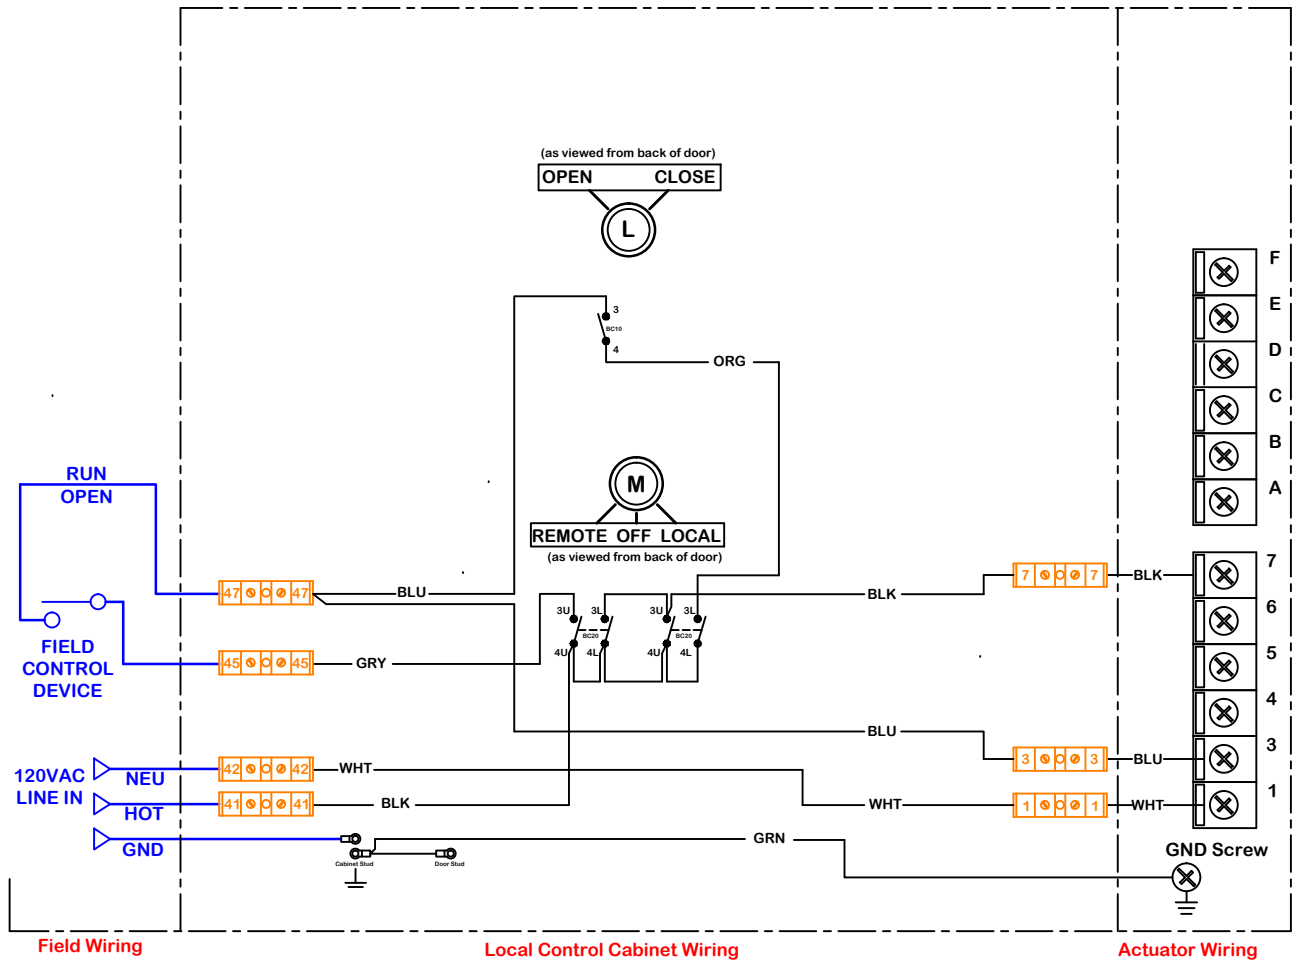 (as viewed from back of door)
OPEN CLOSE
L
3
BC10
4
ORG
F
E
D
C
B
A
RUN
OPEN
M
REMOTE OFF LOCAL
(as viewed from back of door)
47 47
BLU
BLK
7 7
BLK
7
6
5
4
3
1
3U 3L 3U 3L
BC20 BC20
4U 4L 4U 4L
FIELD
CONTROL
DEVICE
45 45
GRY
BLU
3 3
BLU
120VAC
LINE IN
NEU
42 42
WHT
HOT
41 41
BLK
WHT
1 1
WHT
GND
GRN
Cabinet Stud
Door Stud
GND Screw
Field Wiring
Local Control Cabinet Wiring
Actuator Wiring